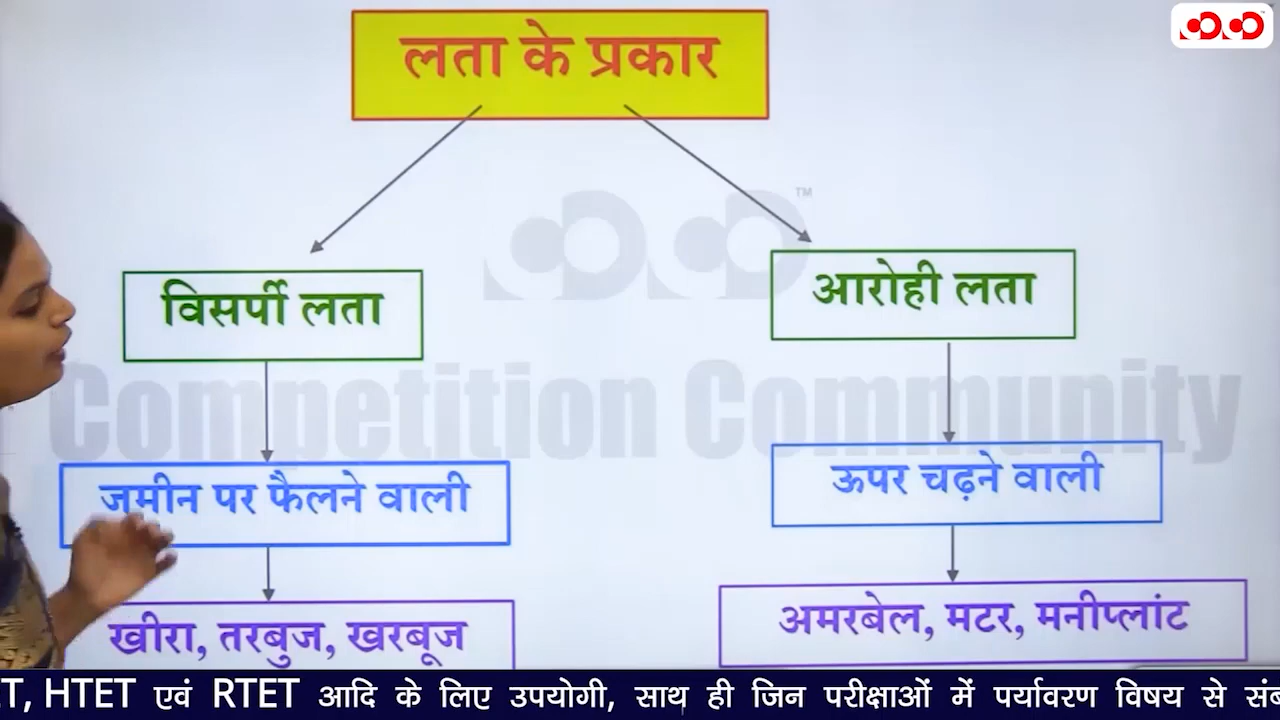 लता के प्रकार
विसर्पी लता
आरोही लता
Competition Community
जमीन पर फैलने वाली
ऊपर चढ़ने वाली
खीरा, तरबुज, खरबूज
अमरबेल, मटर, मनीप्लांट
HTET एवं RTET आदि के लिए उपयोगी, साथ ही जिन परीक्षाओं में पर्यावरण विषय से
TM